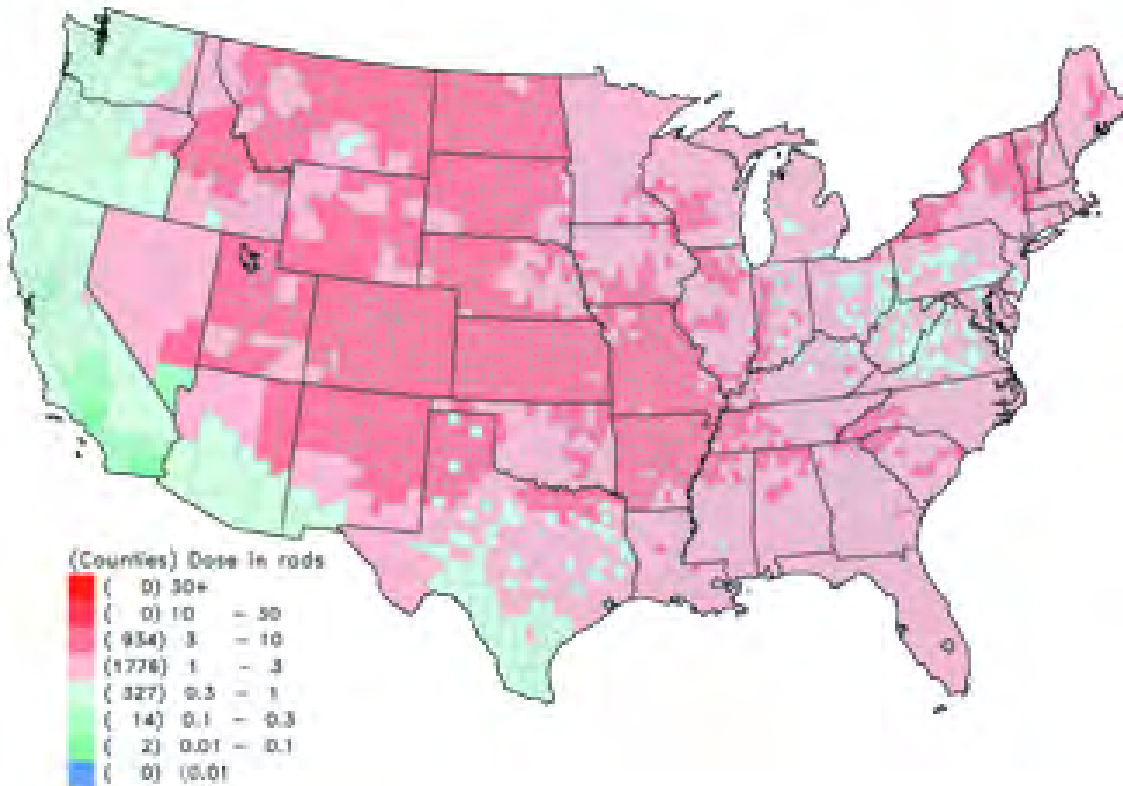 (Counties) Dose in rads
( 0) 30+
( 0) 10 - 30
( 934) 3 - 10
(1776) 1 - 3
( 327) 0.3 - 1
( 14) 0.1 - 0.3
( 2) 0.01 - 0.1
( 0) <0.01